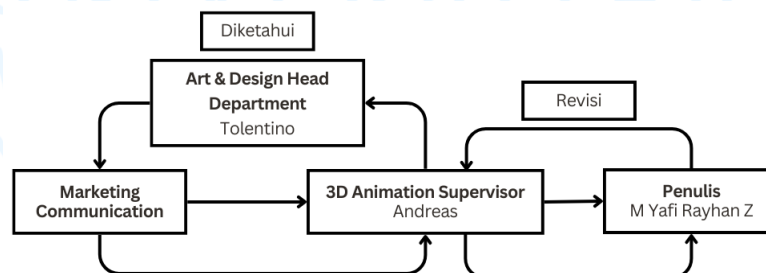 Diketahui
Art & Design Head
Department
Tolentino
Revisi
Marketing
Communication
3D Animation Supervisor
Andreas
Penulis
M Yafi Rayhan Z